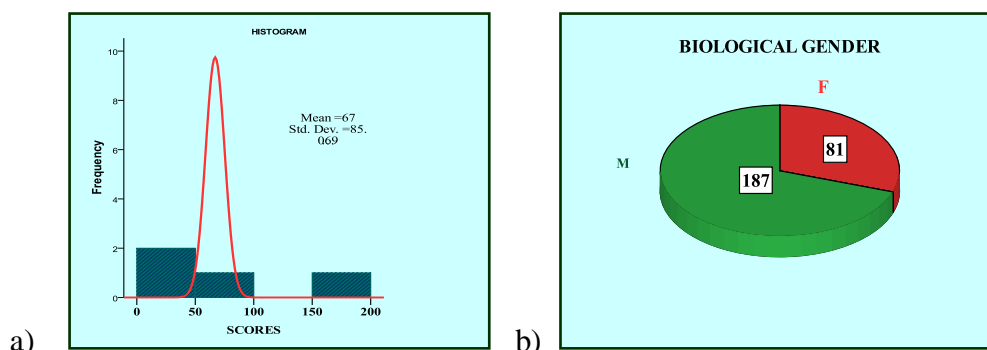 HISTOGRAM
10
8
6
4
2
0
Frequency
Mean =67
Std. Dev. =85.
069
0 50 100 150 200
SCORES
a)
BIOLOGICAL GENDER
F
81
M
187
b)